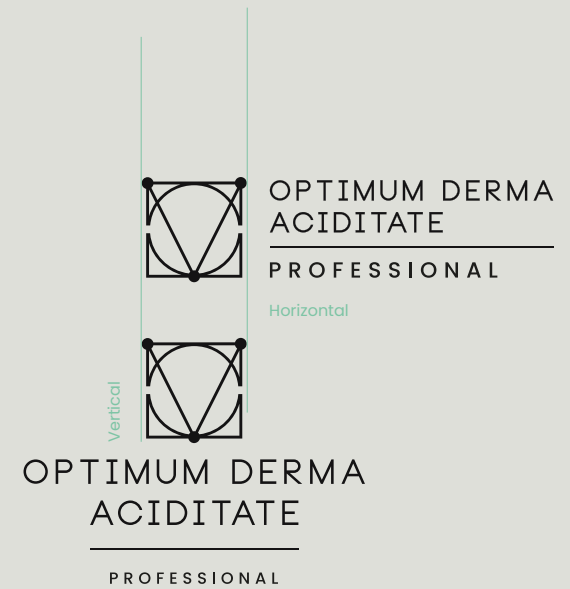 OPTIMUM DERMA
ACIDITATE
PROFESSIONAL
Horizontal
Vertical
OPTIMUM DERMA
ACIDITATE
PROFESSIONAL